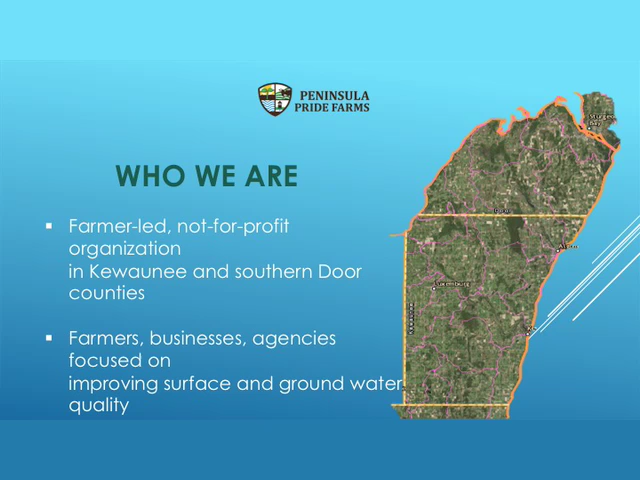 PENINSULA
PRIDE FARMS
WHO WE ARE
▪ Farmer-led, not-for-profit
organization
in Kewaunee and southern Door
counties
▪ Farmers, businesses, agencies
focused on
improving surface and ground water
quality
Luxemburg